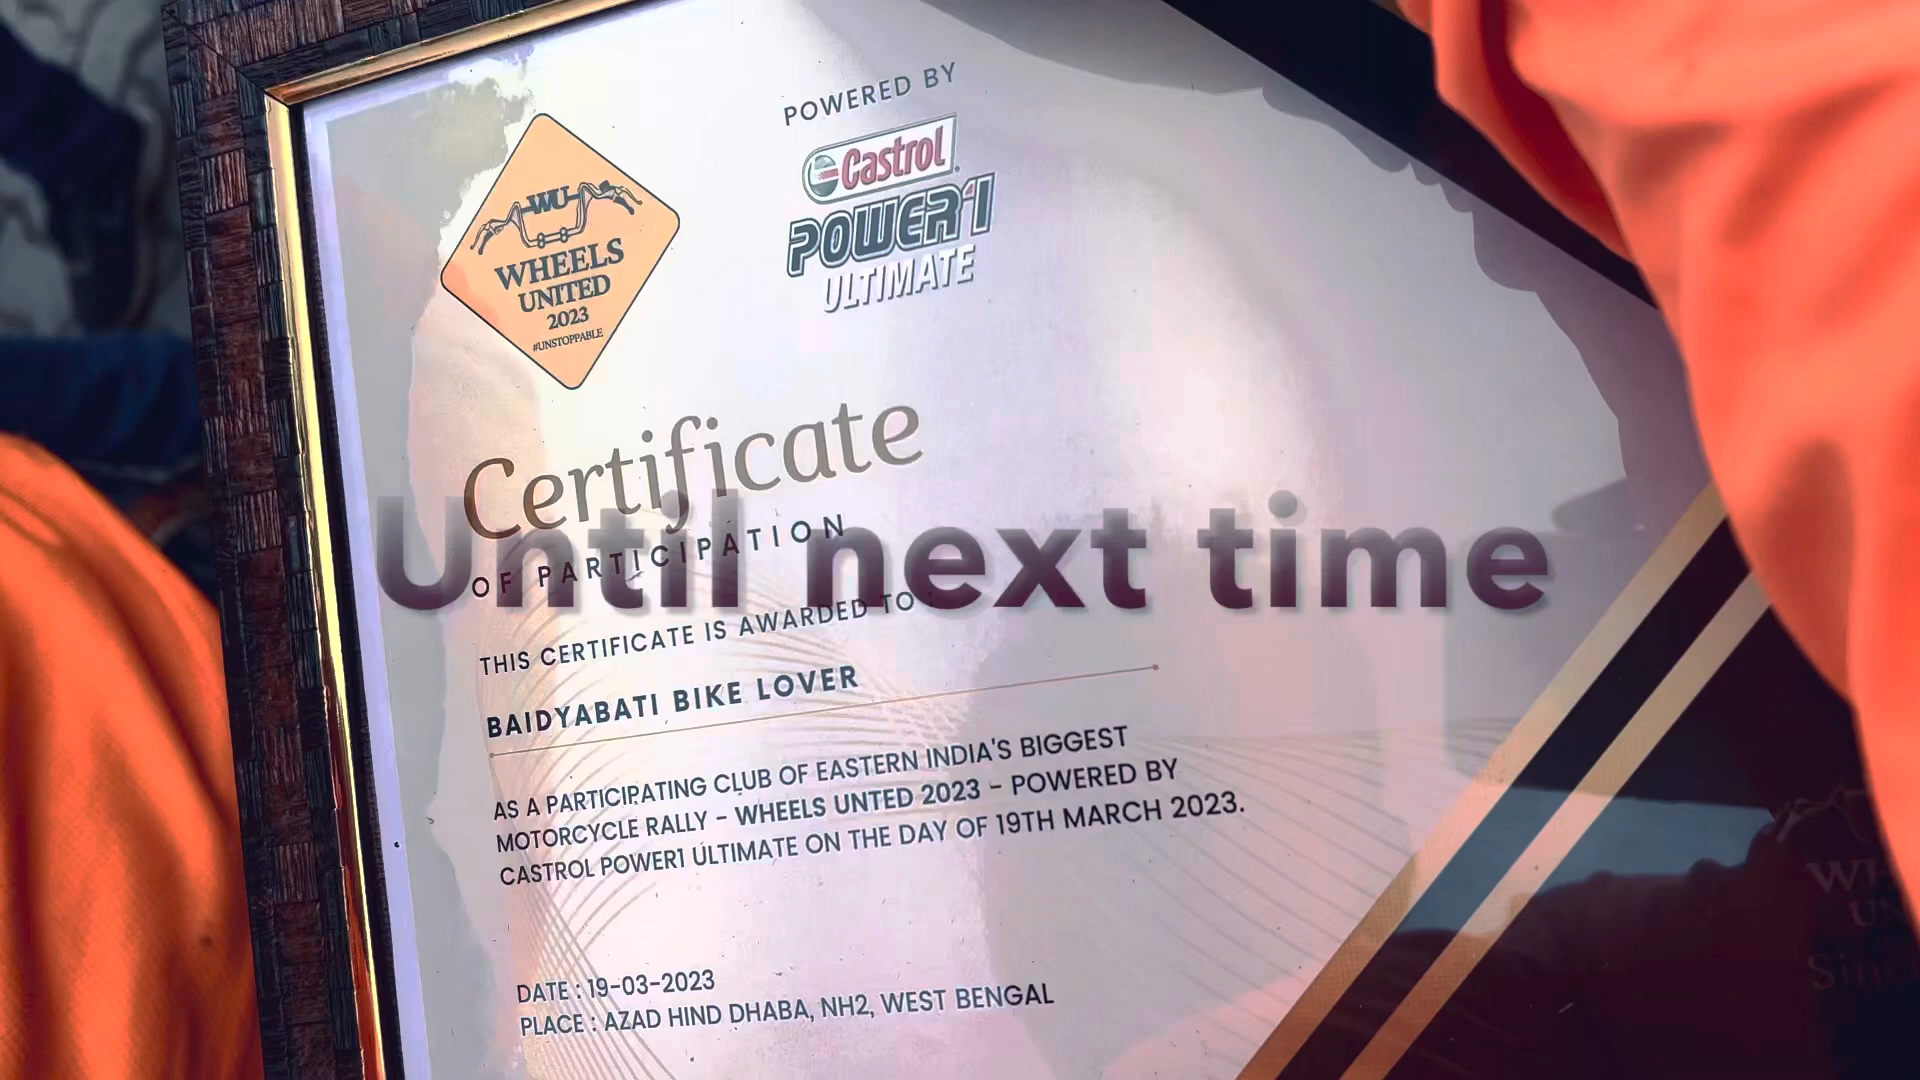 POWERED BY
Castrol
POWER1
ULTIMATE
WU
WHEELS
UNITED
2023
#UNSTOPPABLE
Certificate
OF PARTICIPATION
Until next time
THIS CERTIFICATE IS AWARDED TO :
BAIDYABATI BIKE LOVER
AS A PARTICIPATING CLUB OF EASTERN INDIA'S BIGGEST
MOTORCYCLE RALLY - WHEELS UNTED 2023 - POWERED BY
CASTROL POWER1 ULTIMATE ON THE DAY OF 19TH MARCH 2023.
DATE : 19-03-2023
PLACE : AZAD HIND DHABA, NH2, WEST BENGAL